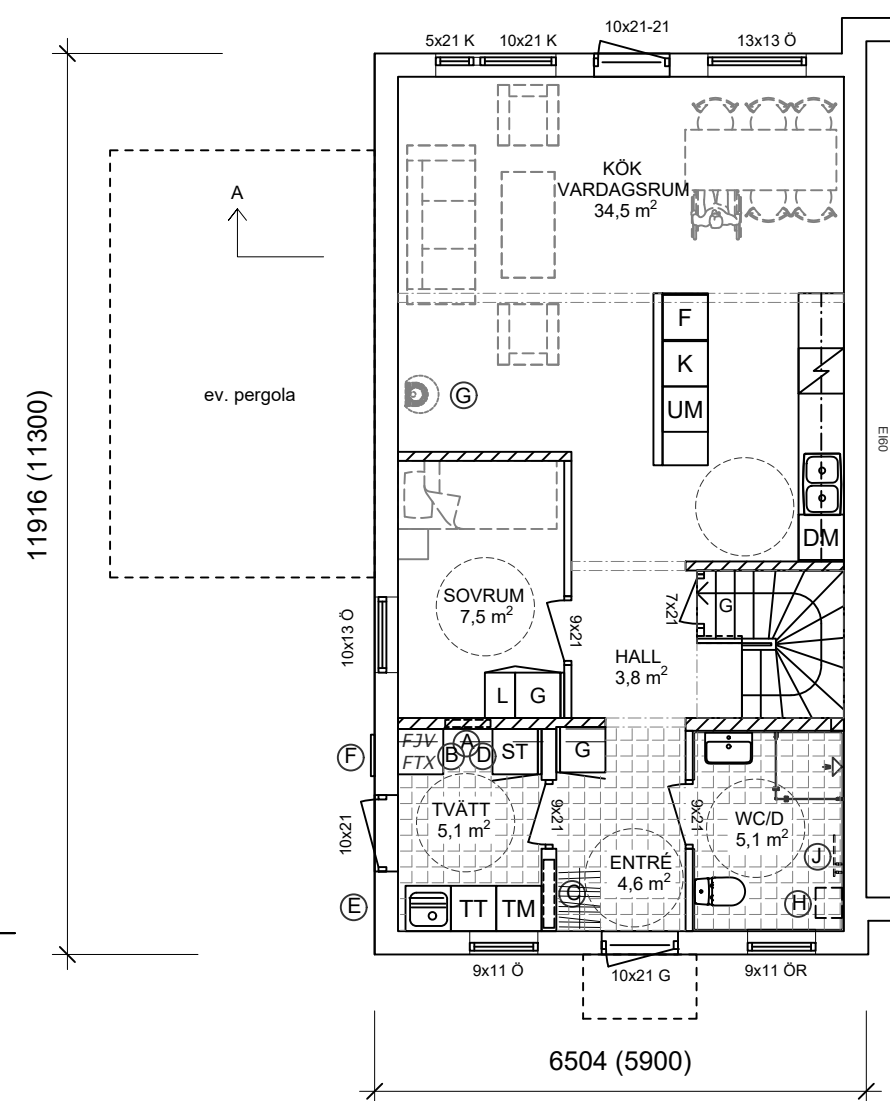 5x21 K
10x21 K
10x21-21
13x13 Ö
A
KÖK
VARDAGSRUM
34,5 m²
F
K
UM
G
ev. pergola
11916 (11300)
EI60
DM
SOVRUM
7,5 m²
9x21
7x21
G
10x13 Ö
HALL
3,8 m²
L
G
F
FJV
FTX
B
A
D
ST
G
10x21
TVÄTT
5,1 m²
9x21
9x21
WC/D
5,1 m²
ENTRÉ
4,6 m²
C
J
H
E
TT
TM
9x11 Ö
10x21 G
9x11 ÖR
6504 (5900)